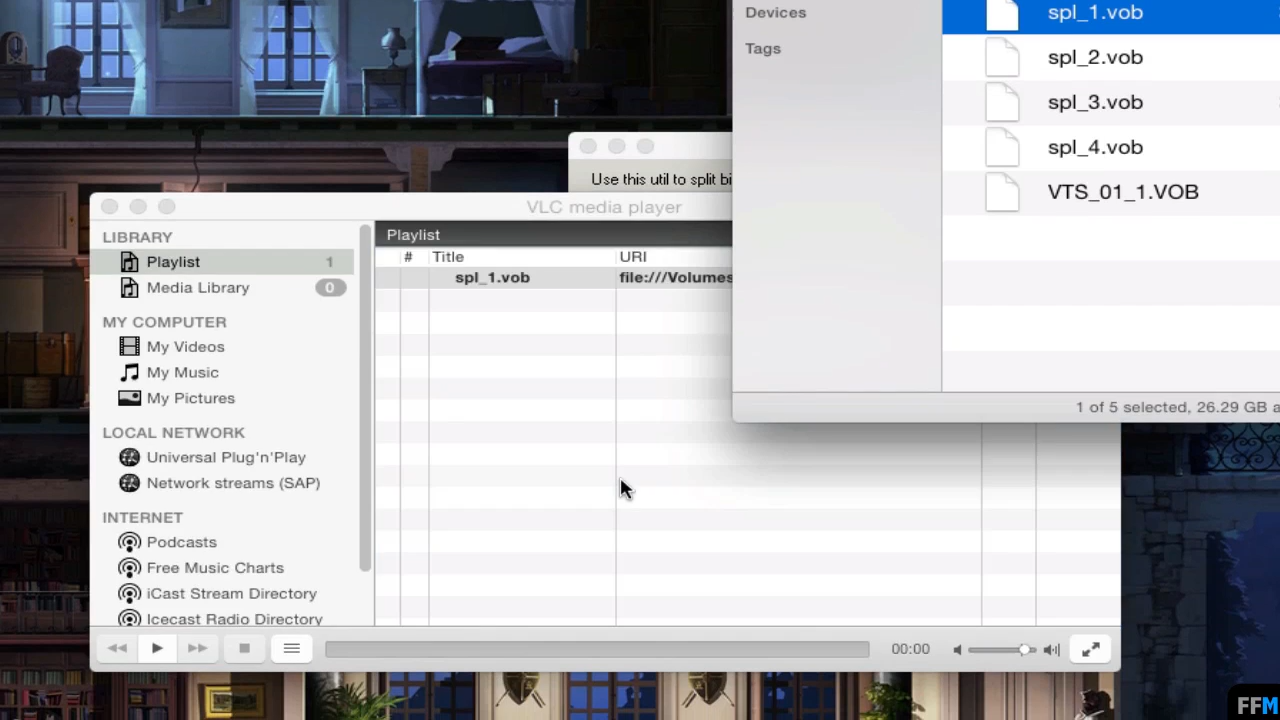 Devices
Tags
spl_1.vob
spl_2.vob
spl_3.vob
spl_4.vob
VTS_01_1.VOB
1 of 5 selected, 26.29 GB a
Use this util to split bi
VLC media player
LIBRARY
Playlist 1
Media Library 0
MY COMPUTER
My Videos
My Music
My Pictures
LOCAL NETWORK
Universal Plug'n'Play
Network streams (SAP)
INTERNET
Podcasts
Free Music Charts
iCast Stream Directory
Icecast Radio Directory
Playlist
# Title URI
spl_1.vob file:///Volumes
00:00
FFM